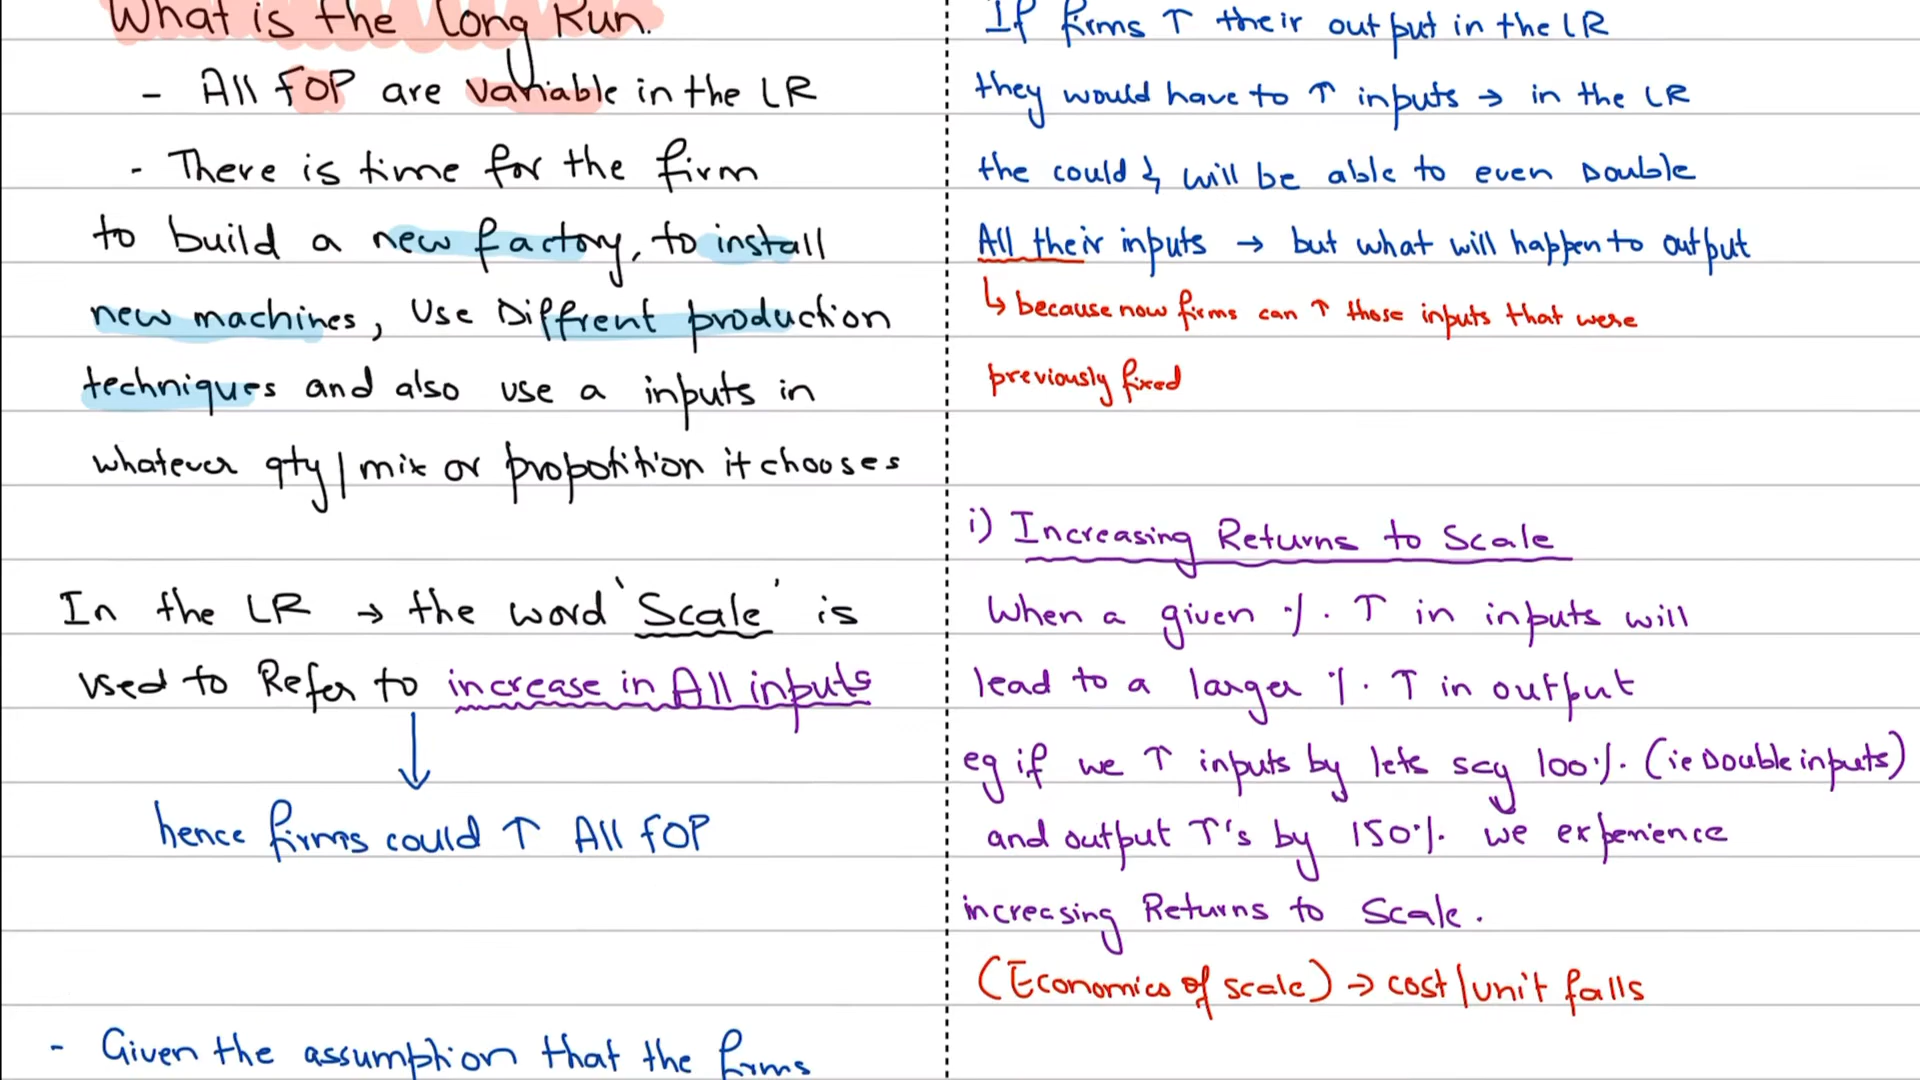 What is the Long Run.
- All FOP are variable in the LR
- There is time for the firm
to build a new factory, to install
new machines, Use Diffrent production
techniques and also use a inputs in
whatever qty/mix or propotition it chooses
In the LR → the word 'Scale' is
used to Refer to increase in All inputs
↓
hence firms could ↑ All FOP
- Given the assumption that the firms
If firms ↑ their output in the LR
they would have to ↑ inputs → in the LR
the could & will be able to even Double
All their inputs → but what will happen to output
↳ because now firms can ↑ those inputs that were
previously fixed
i) Increasing Returns to Scale
When a given %. ↑ in inputs will
lead to a larger %. ↑ in output
eg if we ↑ inputs by lets say 100%. (ie Double inputs)
and output ↑'s by 150%. we experience
increasing Returns to Scale.
(Economics of scale) → cost/unit falls